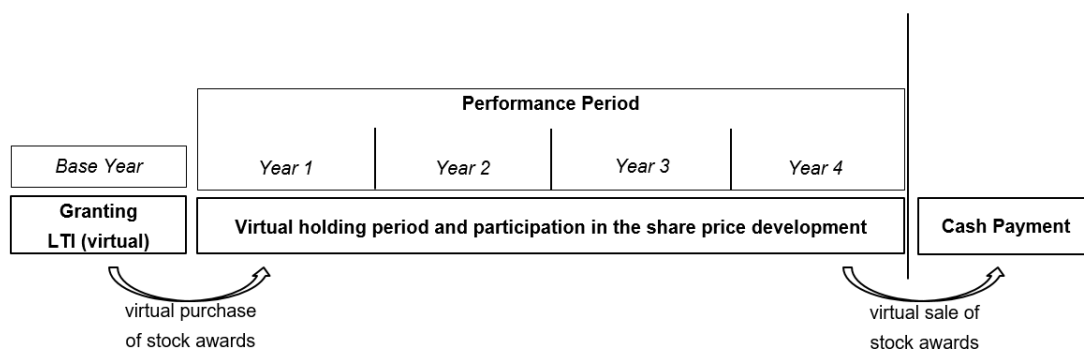 Performance Period
Base Year
Year 1
Year 2
Year 3
Year 4
Granting
LTI (virtual)
Virtual holding period and participation in the share price development
Cash Payment
virtual purchase
of stock awards
virtual sale of
stock awards